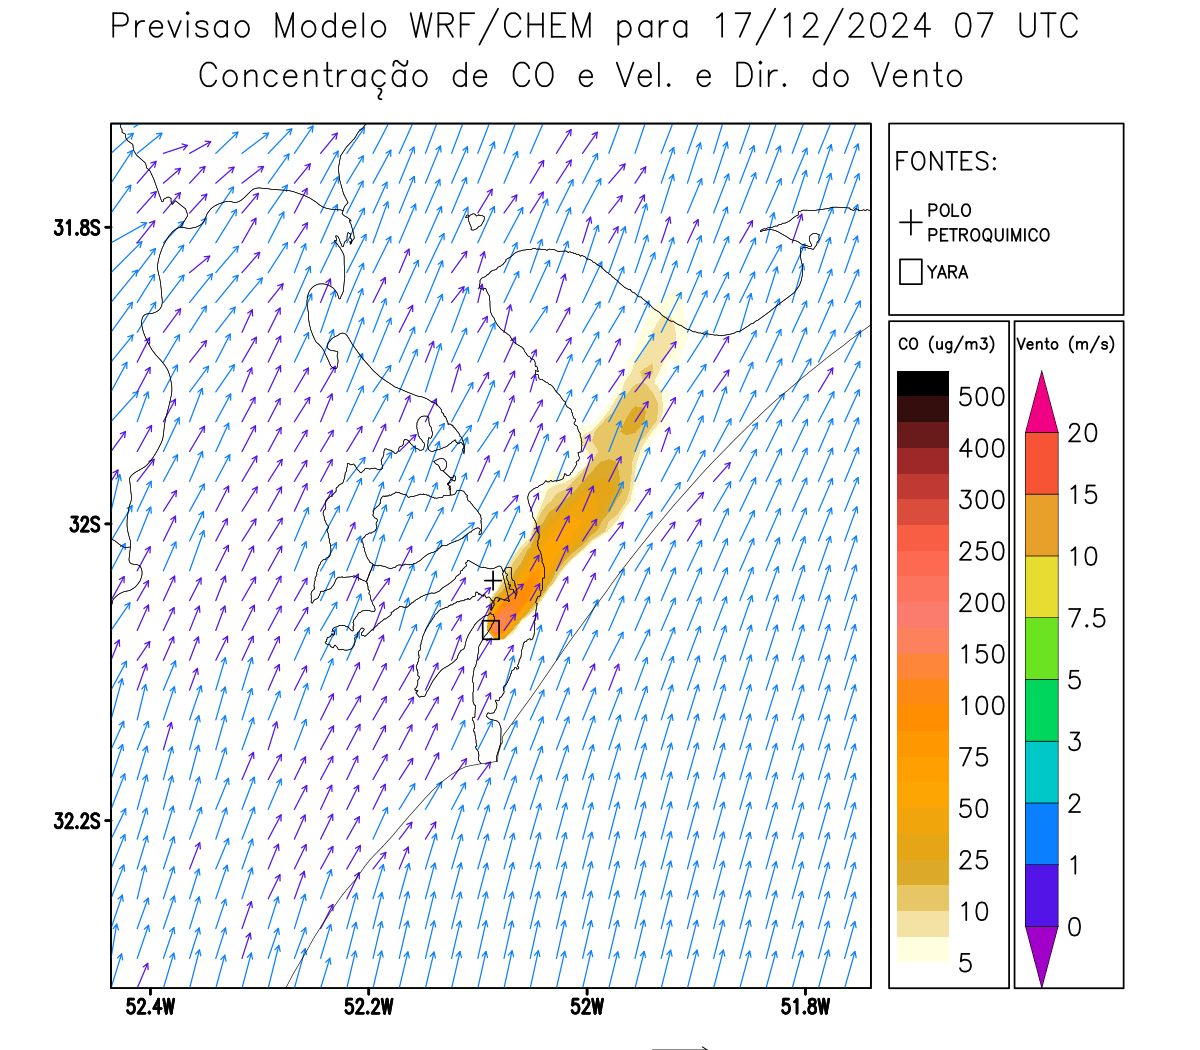 Previsao Modelo WRF/CHEM para 17/12/2024 07 UTC
Concentração de CO e Vel. e Dir. do Vento
FONTES:
POLO
PETROQUIMICO
YARA
31.8S
32S
32.2S
52.4W
52.2W
52W
51.8W
CO (ug/m3)
500
400
300
250
200
150
100
75
50
25
10
5
Vento (m/s)
20
15
10
7.5
5
3
2
1
0